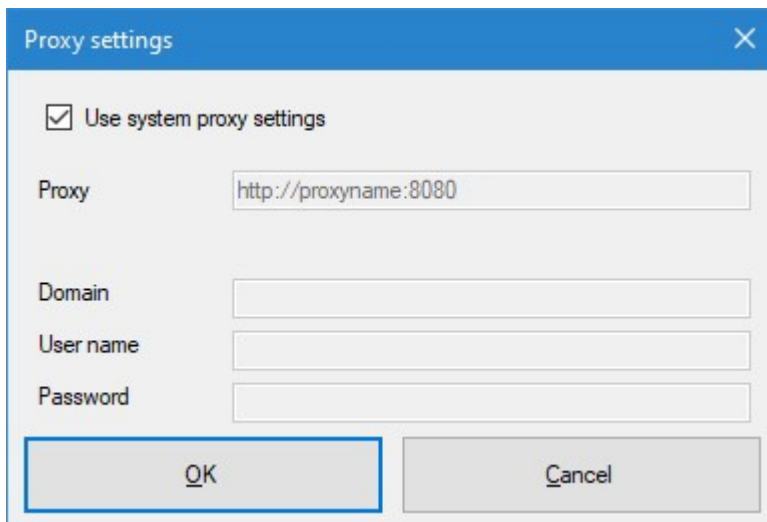 Proxy settings
Use system proxy settings
Proxy http://proxyname:8080
Domain
User name
Password
OK Cancel